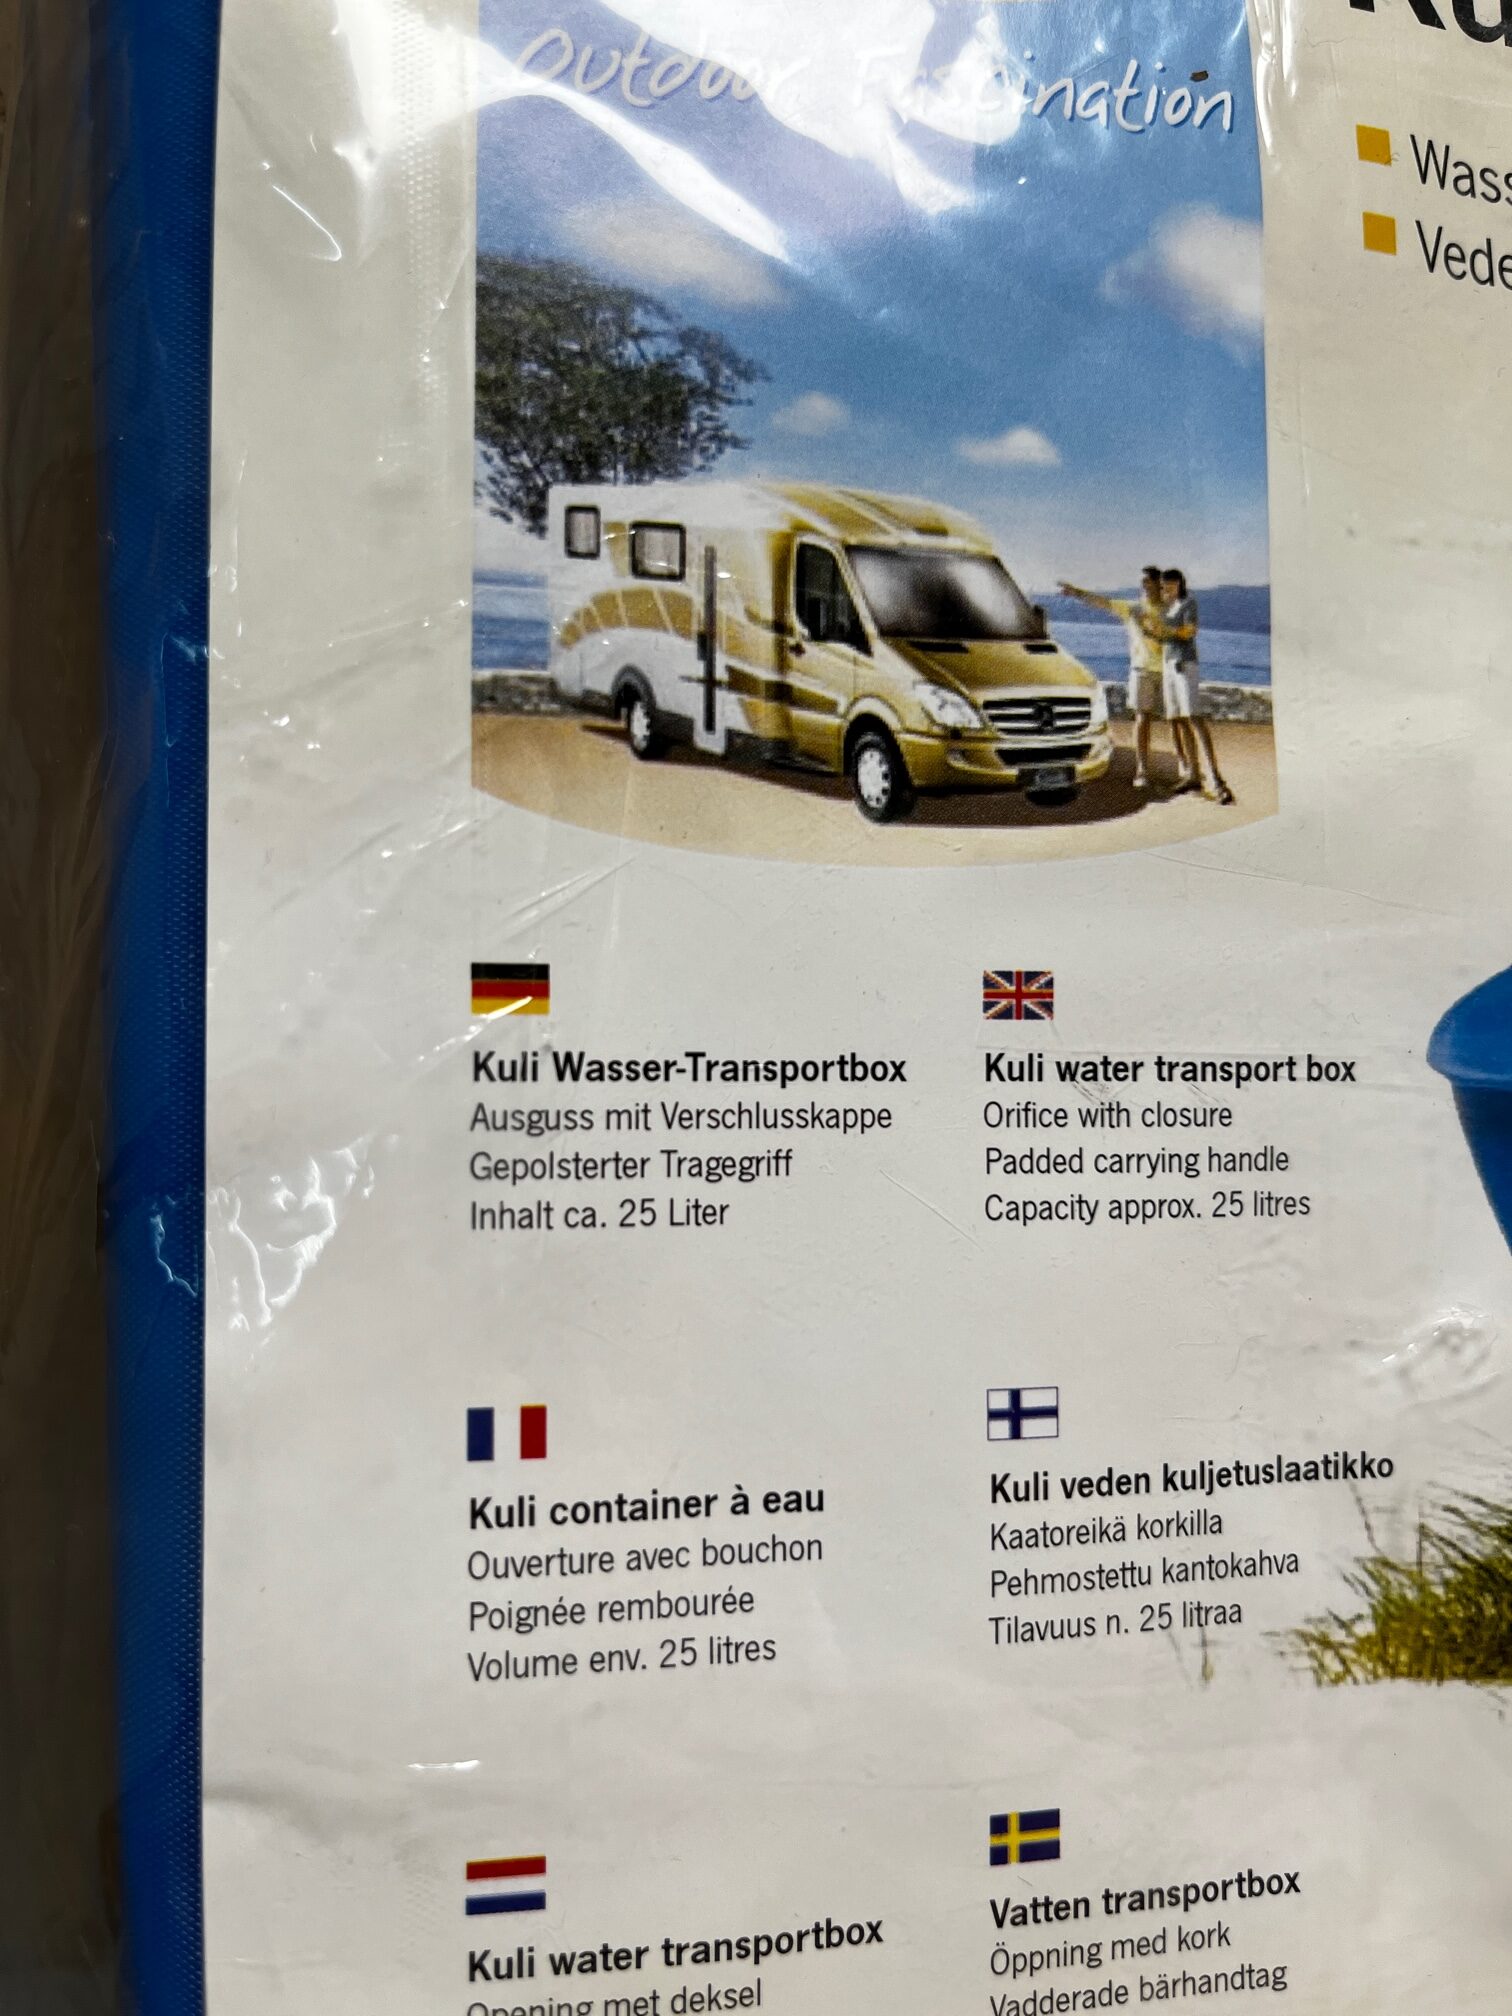 Outdoor Fascination
Kuli Wasser-Transportbox
Ausguss mit Verschlusskappe
Gepolsterter Tragegriff
Inhalt ca. 25 Liter
Kuli water transport box
Orifice with closure
Padded carrying handle
Capacity approx. 25 litres
Kuli container à eau
Ouverture avec bouchon
Poignée rembourée
Volume env. 25 litres
Kuli veden kuljetuslaatikko
Kaatoreikä korkilla
Pehmostettu kantokahva
Tilavuus n. 25 litraa
Kuli water transportbox
Opening met deksel
Vatten transportbox
Öppning med kork
Vadderade bärhandtag